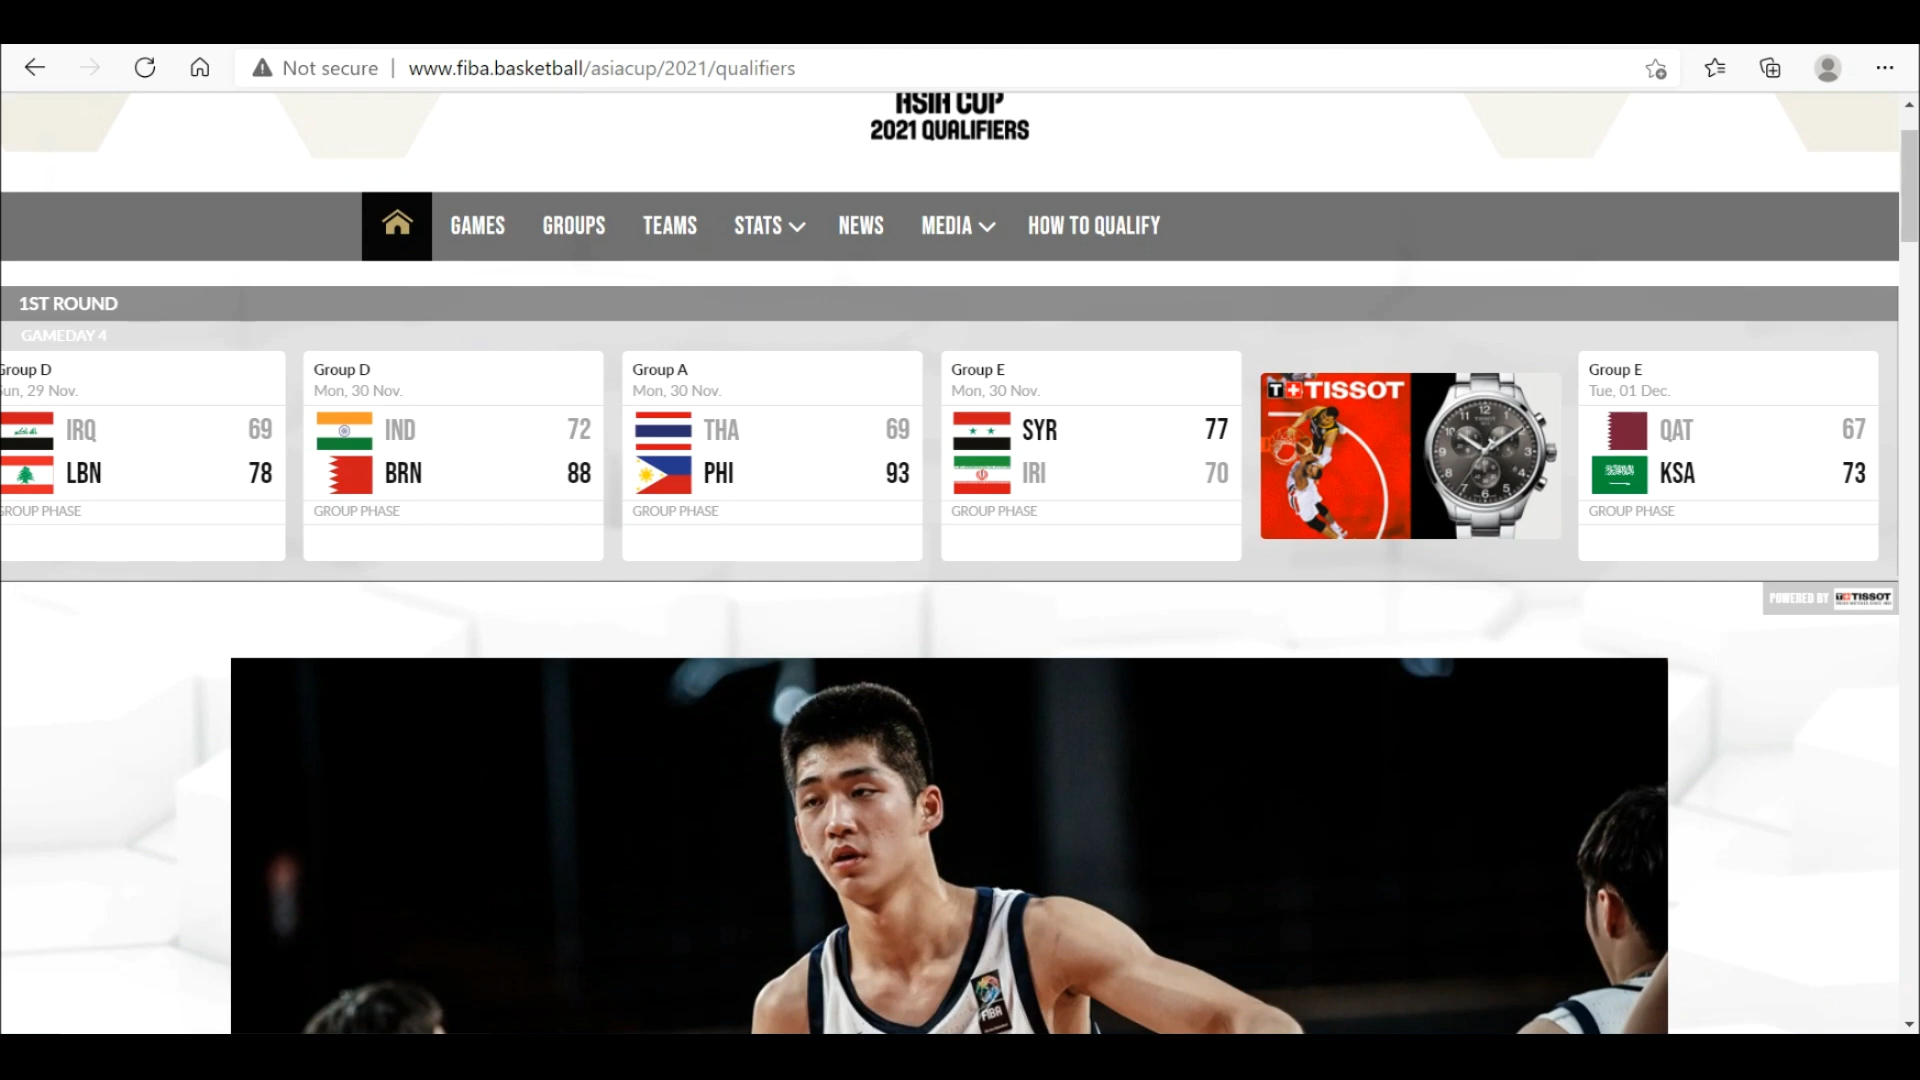 Not secure | www.fiba.basketball/asiacup/2021/qualifiers
ASIA CUP
2021 QUALIFIERS
GAMES GROUPS TEAMS STATS NEWS MEDIA HOW TO QUALIFY
1ST ROUND
GAMEDAY 4
Group D
Sun, 29 Nov.
IRQ 69
LBN 78
GROUP PHASE
Group D
Mon, 30 Nov.
IND 72
BRN 88
GROUP PHASE
Group A
Mon, 30 Nov.
THA 69
PHI 93
GROUP PHASE
Group E
Mon, 30 Nov.
SYR 77
IRI 70
GROUP PHASE
T+ TISSOT
Group E
Tue, 01 Dec.
QAT 67
KSA 73
GROUP PHASE
POWERED BY T+TISSOT
FIBA